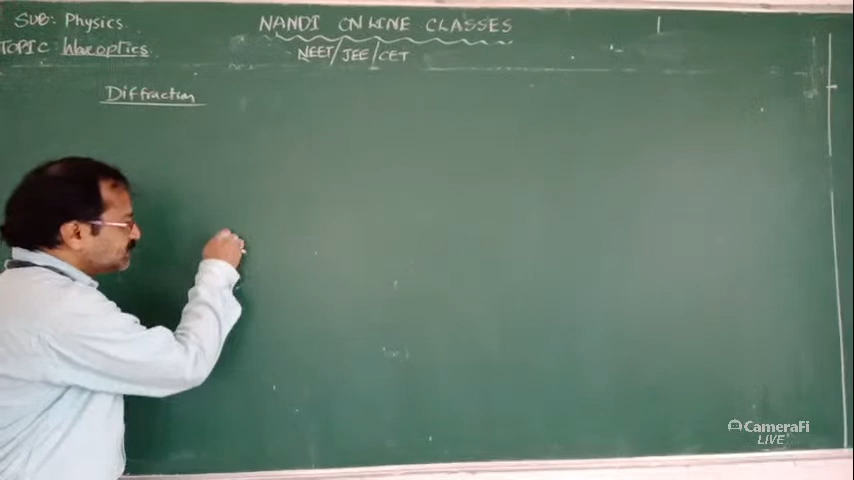 SUB: Physics
NANDI ONLINE CLASSES
TOPIC: Waveoptics
NEET/JEE/CET
Diffraction
CameraFi
LIVE